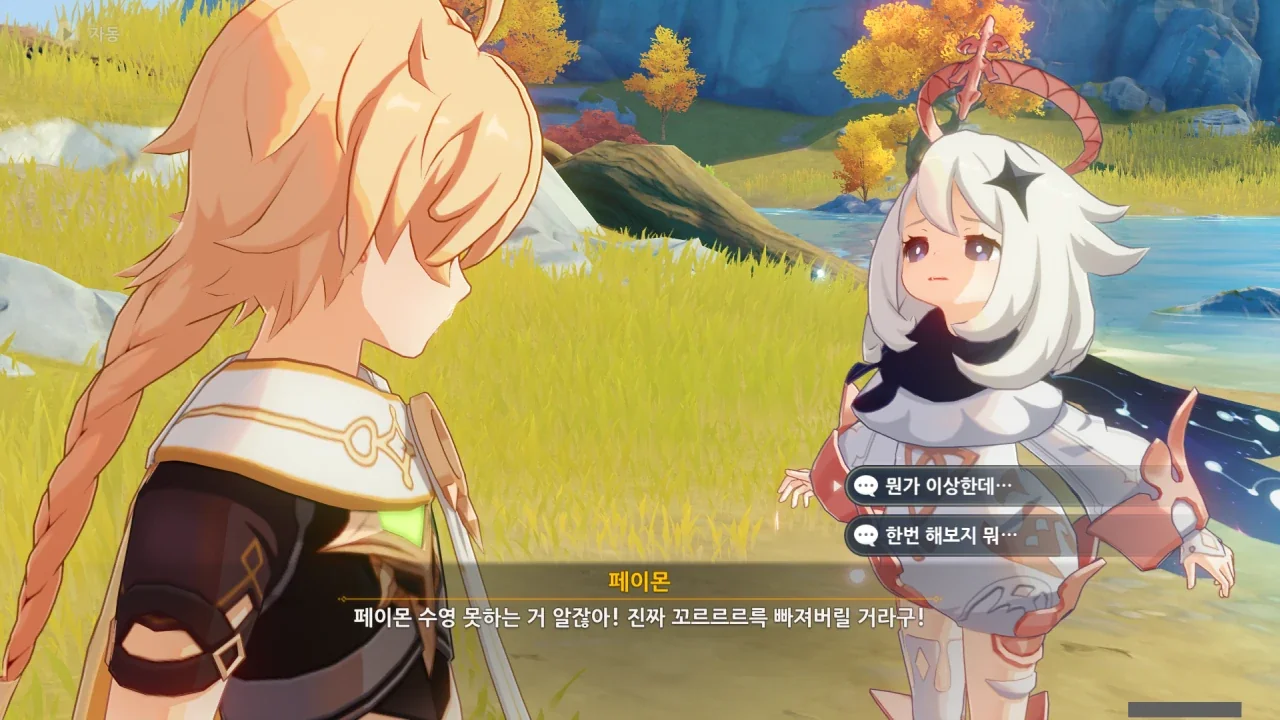 자동
뭔가 이상한데…
한번 해보지 뭐…
페이몬
페이몬 수영 못하는 거 알잖아! 진짜 꼬르르르륵 빠져버릴 거라구!